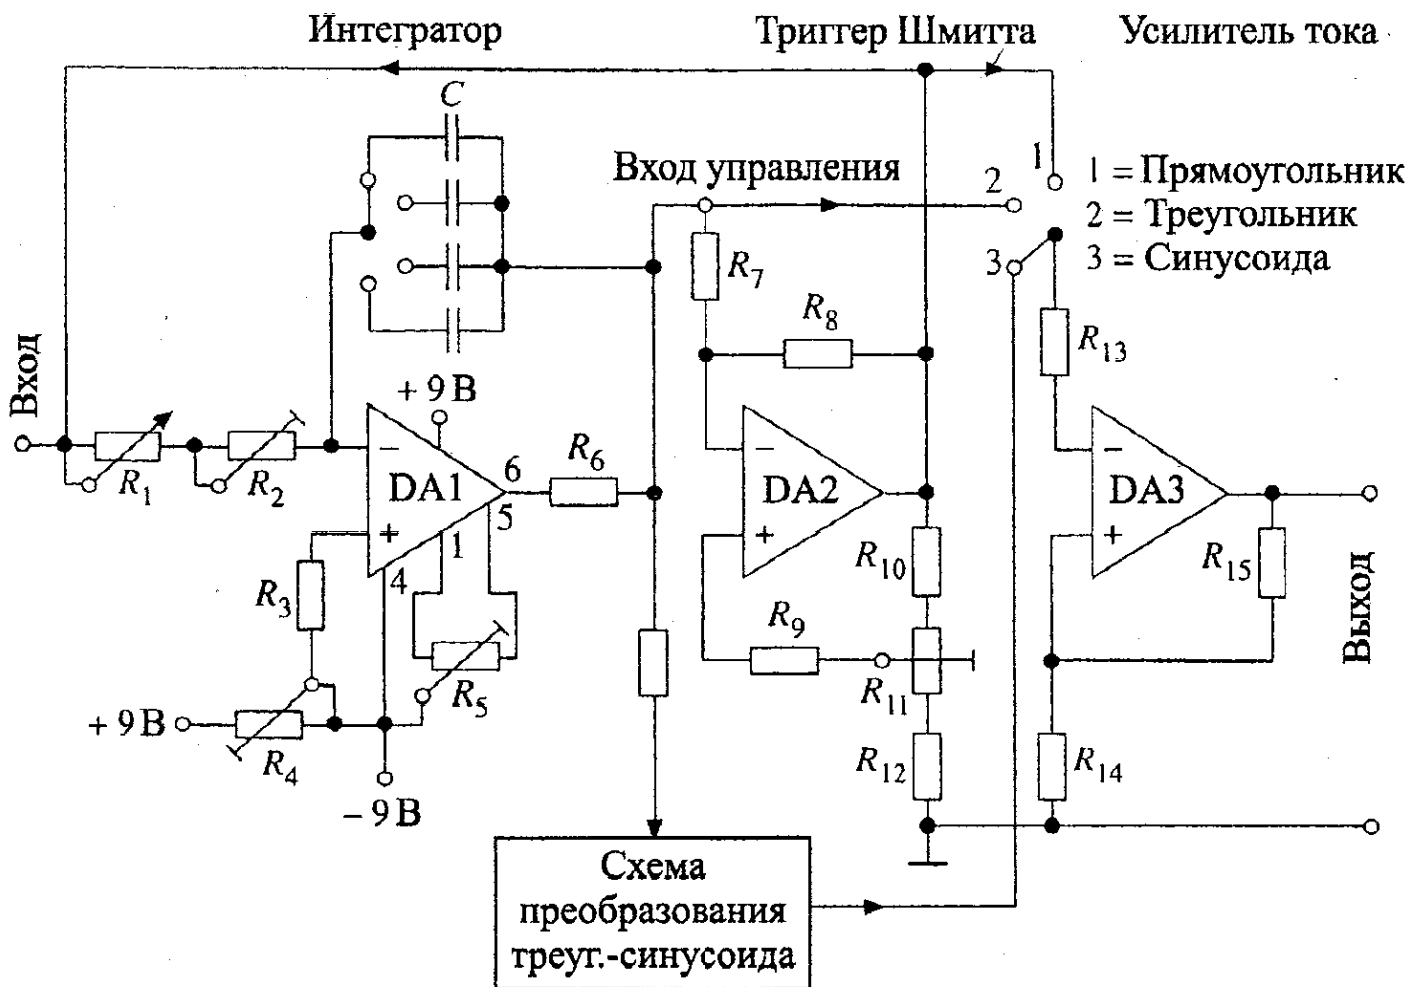 Интегратор
Триггер Шмитта
Усилитель тока
C
Вход управления
1
2
3
1 = Прямоугольник
2 = Треугольник
3 = Синусоида
R7
R8
R13
Вход
+ 9 В
R1
R2
−
DA1
+
6
5
1
4
R6
−
DA2
+
−
DA3
+
R3
R10
R15
R9
R5
R11
+ 9 В
R4
− 9 В
R12
R14
Выход
Схема
преобразования
треуг.-синусоида